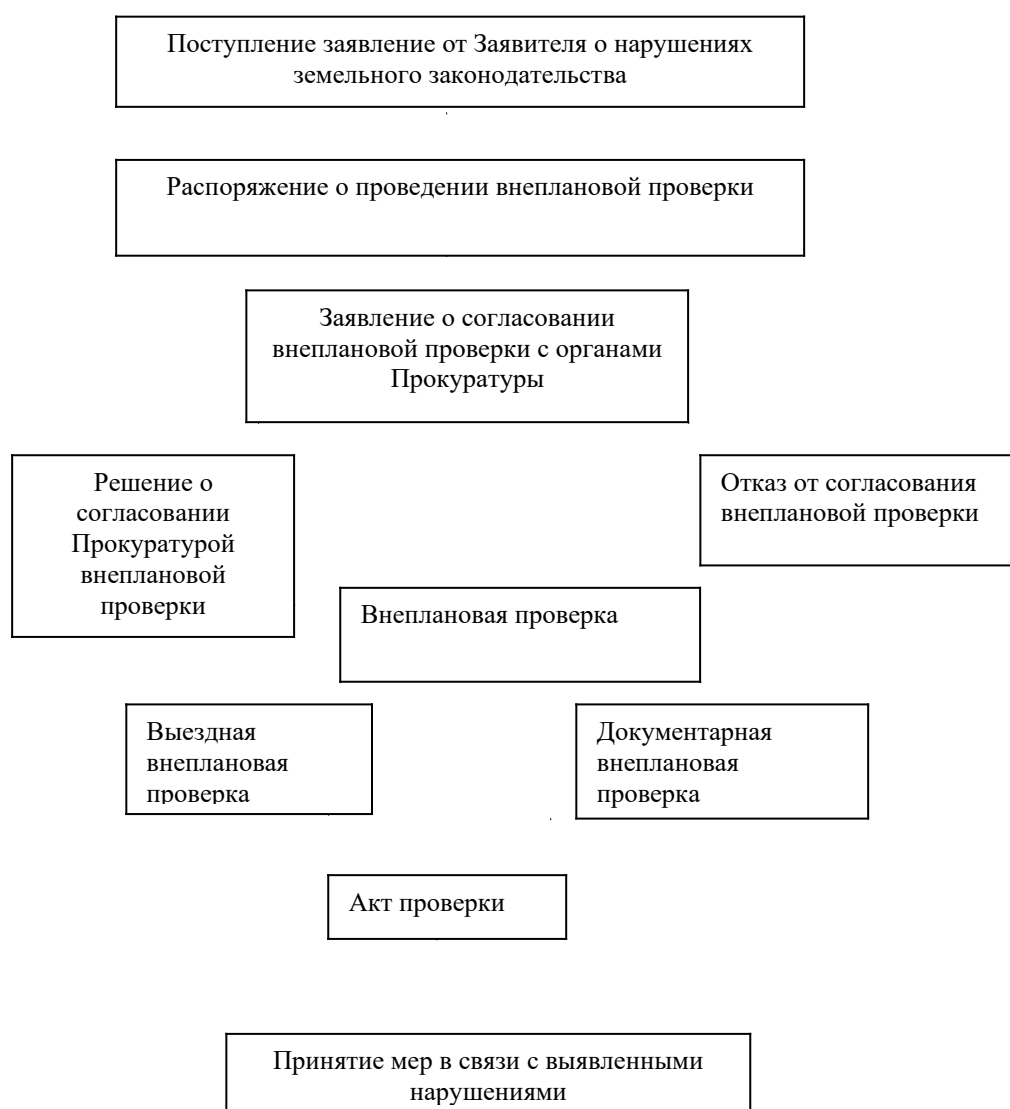 Поступление заявление от Заявителя о нарушениях
земельного законодательства
Распоряжение о проведении внеплановой проверки
Заявление о согласовании
внеплановой проверки с органами
Прокуратуры
Решение о
согласовании
Прокуратурой
внеплановой
проверки
Отказ от согласования
внеплановой проверки
Внеплановая проверка
Выездная
внеплановая
проверка
Документарная
внеплановая
проверка
Акт проверки
Принятие мер в связи с выявленными
нарушениями